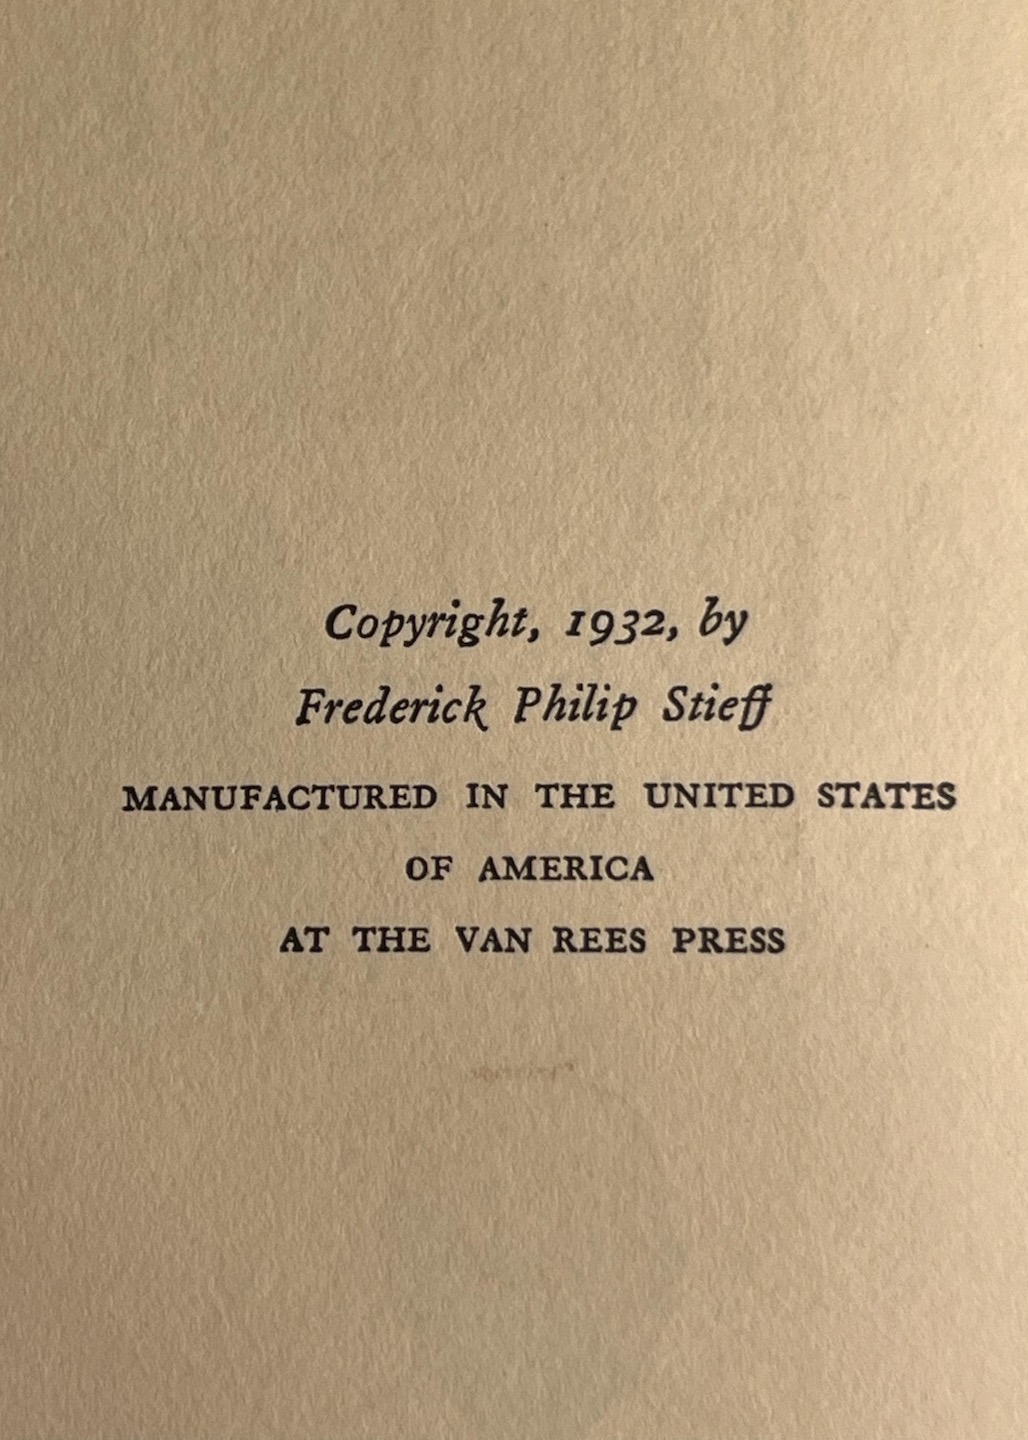 Copyright, 1932, by
Frederick Philip Stieff
MANUFACTURED IN THE UNITED STATES
OF AMERICA
AT THE VAN REES PRESS